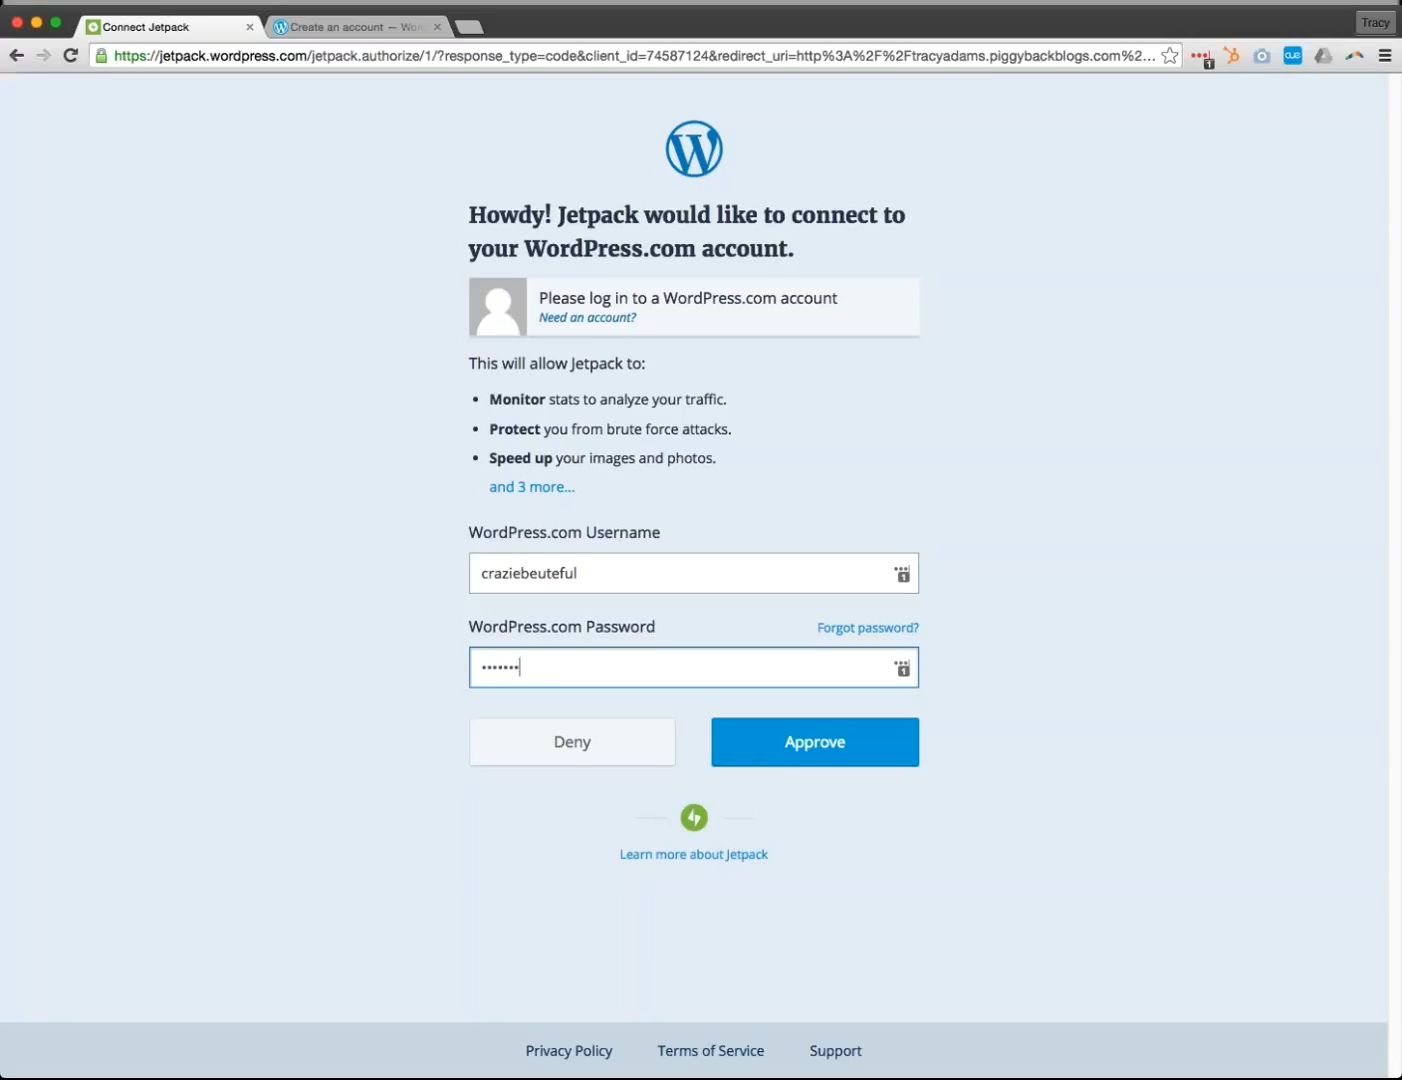 Connect Jetpack
Create an account — Wor
Tracy
https://jetpack.wordpress.com/jetpack.authorize/1/?response_type=code&client_id=74587124&redirect_uri=http%3A%2F%2Ftracyadams.piggybackblogs.com%2...
Howdy! Jetpack would like to connect to
your WordPress.com account.
Please log in to a WordPress.com account
Need an account?
This will allow Jetpack to:
• Monitor stats to analyze your traffic.
• Protect you from brute force attacks.
• Speed up your images and photos.
and 3 more...
WordPress.com Username
craziebeuteful
WordPress.com Password
Forgot password?
•••••••
Deny
Approve
Learn more about Jetpack
Privacy Policy
Terms of Service
Support